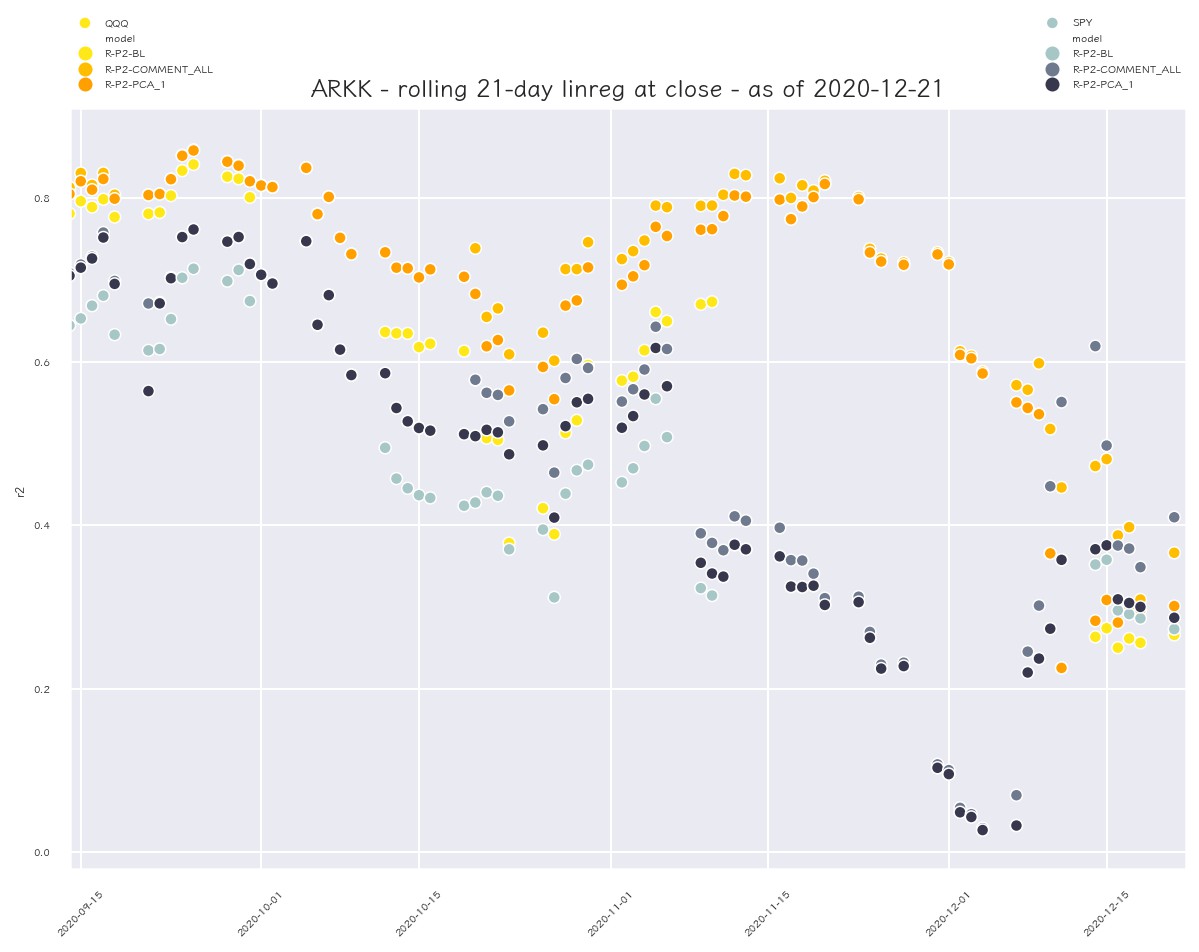 QQQ
model
R-P2-BL
R-P2-COMMENT_ALL
R-P2-PCA_1
SPY
model
R-P2-BL
R-P2-COMMENT_ALL
R-P2-PCA_1
ARKK - rolling 21-day linreg at close - as of 2020-12-21
0.8
0.6
0.4
0.2
0.0
r2
2020-09-15
2020-10-01
2020-10-15
2020-11-01
2020-11-15
2020-12-01
2020-12-15